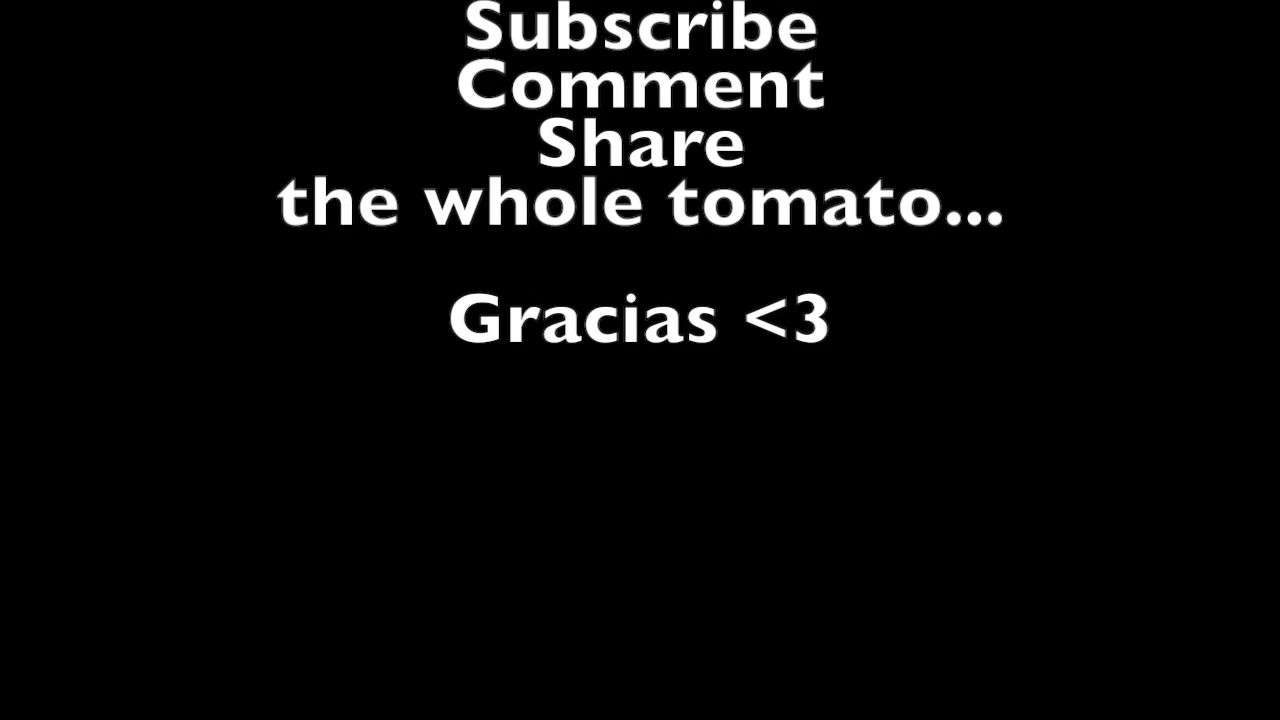 Subscribe
Comment
Share
the whole tomato...
Gracias <3